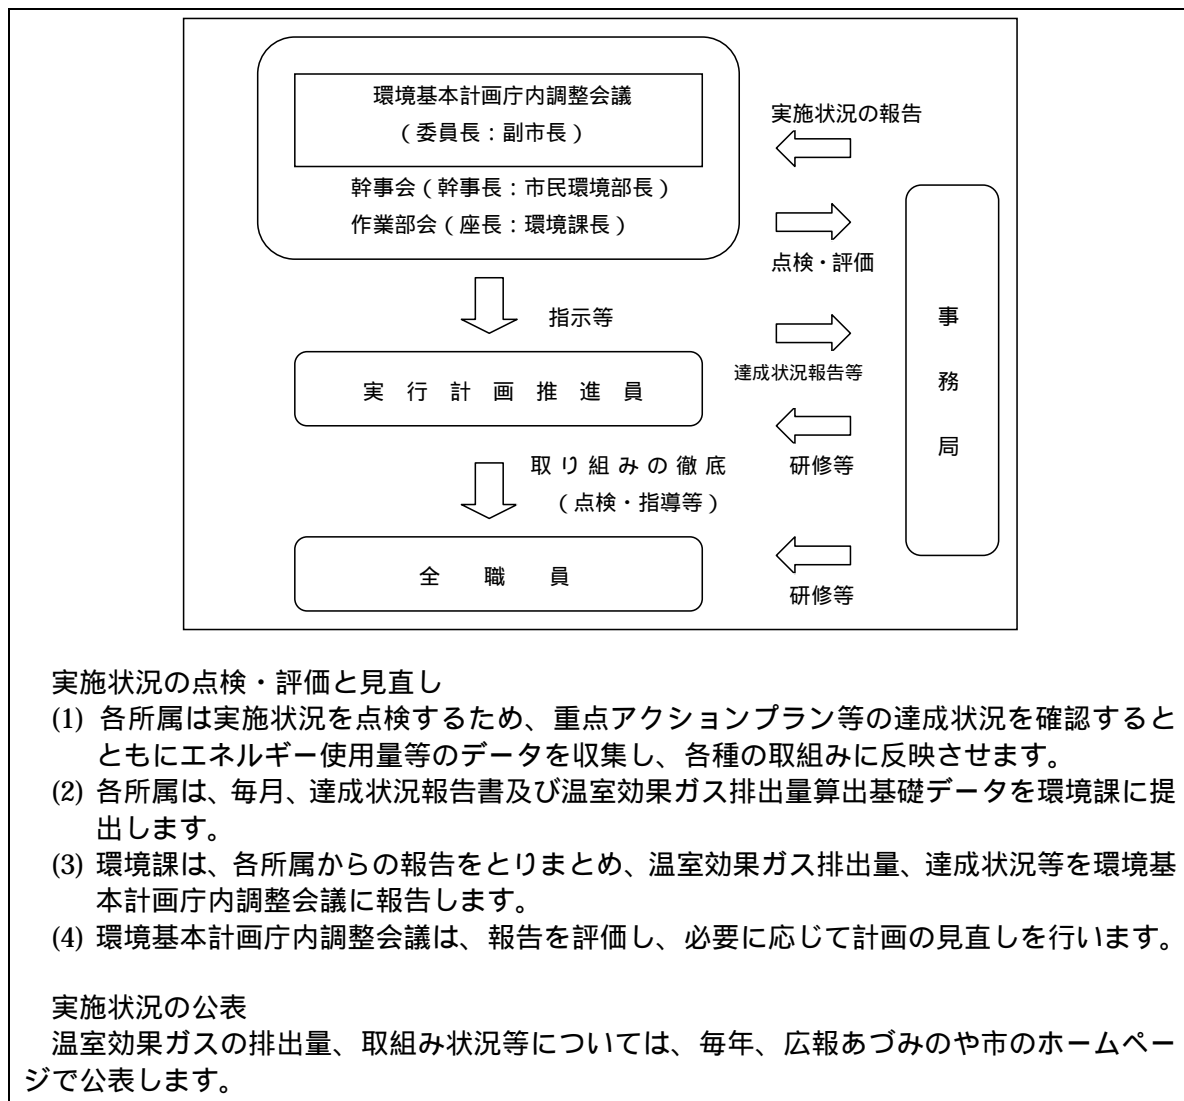 環境基本計画庁内調整会議
（委員長：副市長）
幹事会（幹事長：市民環境部長）
作業部会（座長：環境課長）
実施状況の報告
点検・評価
指示等
実行計画推進員
達成状況報告等
研修等
取り組みの徹底
（点検・指導等）
全職員
研修等
事
務
局
実施状況の点検・評価と見直し
(1) 各所属は実施状況を点検するため、重点アクションプラン等の達成状況を確認すると
ともにエネルギー使用量等のデータを収集し、各種の取組みに反映させます。
(2) 各所属は、毎月、達成状況報告書及び温室効果ガス排出量算出基礎データを環境課に提
出します。
(3) 環境課は、各所属からの報告をとりまとめ、温室効果ガス排出量、達成状況等を環境基
本計画庁内調整会議に報告します。
(4) 環境基本計画庁内調整会議は、報告を評価し、必要に応じて計画の見直しを行います。
実施状況の公表
温室効果ガスの排出量、取組み状況等については、毎年、広報あづみのや市のホームペー
ジで公表します。